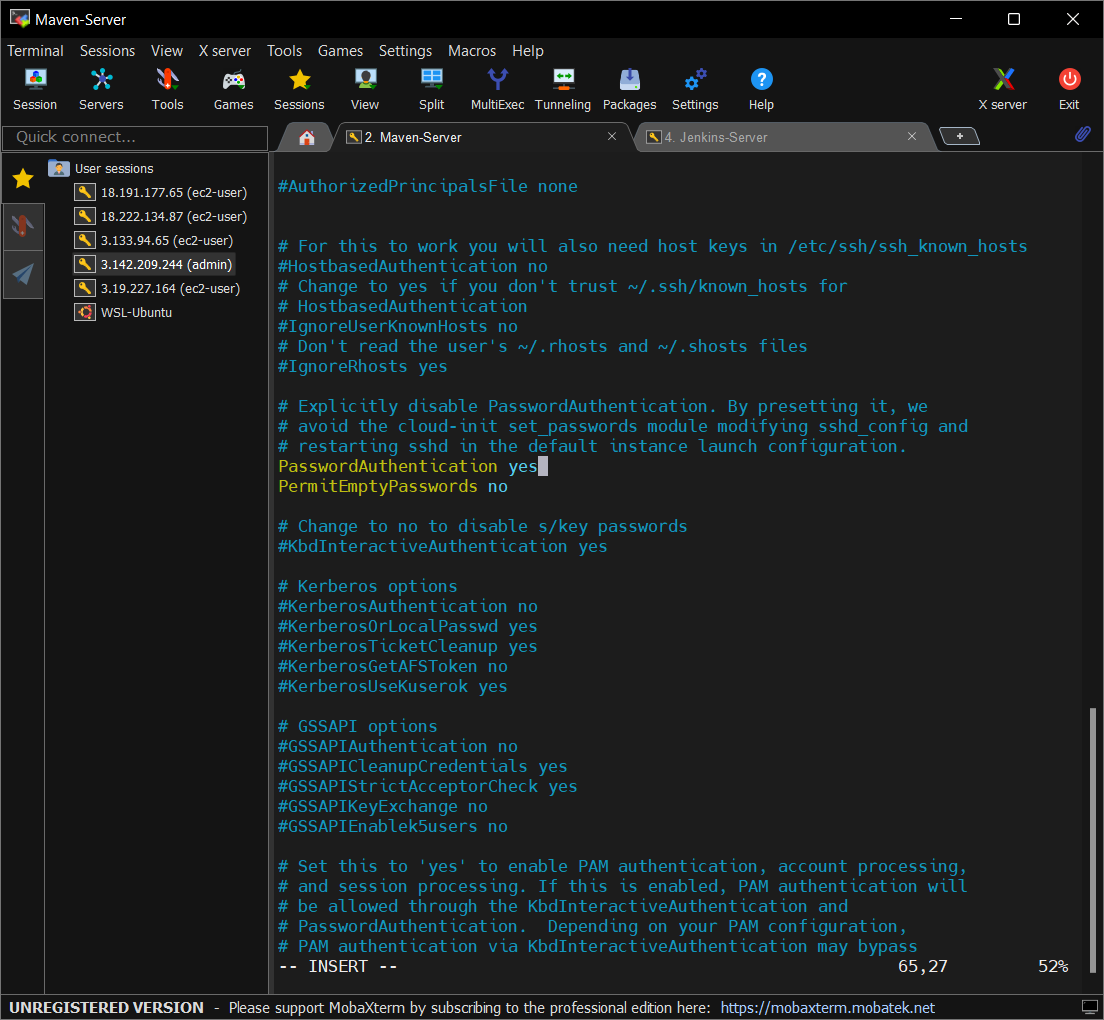 Maven-Server
Terminal Sessions View X server Tools Games Settings Macros Help
Session Servers Tools Games Sessions View Split MultiExec Tunneling Packages Settings Help X server Exit
Quick connect...
2. Maven-Server
4. Jenkins-Server
User sessions
18.191.177.65 (ec2-user)
18.222.134.87 (ec2-user)
3.133.94.65 (ec2-user)
3.142.209.244 (admin)
3.19.227.164 (ec2-user)
WSL-Ubuntu
#AuthorizedPrincipalsFile none
# For this to work you will also need host keys in /etc/ssh/ssh_known_hosts
#HostbasedAuthentication no
# Change to yes if you don't trust ~/.ssh/known_hosts for
# HostbasedAuthentication
#IgnoreUserKnownHosts no
# Don't read the user's ~/.rhosts and ~/.shosts files
#IgnoreRhosts yes
# Explicitly disable PasswordAuthentication. By presetting it, we
# avoid the cloud-init set_passwords module modifying sshd_config and
# restarting sshd in the default instance launch configuration.
PasswordAuthentication yes
PermitEmptyPasswords no
# Change to no to disable s/key passwords
#KbdInteractiveAuthentication yes
# Kerberos options
#KerberosAuthentication no
#KerberosOrLocalPasswd yes
#KerberosTicketCleanup yes
#KerberosGetAFSToken no
#KerberosUseKuserok yes
# GSSAPI options
#GSSAPIAuthentication no
#GSSAPICleanupCredentials yes
#GSSAPIStrictAcceptorCheck yes
#GSSAPIKeyExchange no
#GSSAPIEnablek5users no
# Set this to 'yes' to enable PAM authentication, account processing,
# and session processing. If this is enabled, PAM authentication will
# be allowed through the KbdInteractiveAuthentication and
# PasswordAuthentication.  Depending on your PAM configuration,
# PAM authentication via KbdInteractiveAuthentication may bypass
-- INSERT -- 65,27 52%
UNREGISTERED VERSION - Please support MobaXterm by subscribing to the professional edition here: https://mobaxterm.mobatek.net